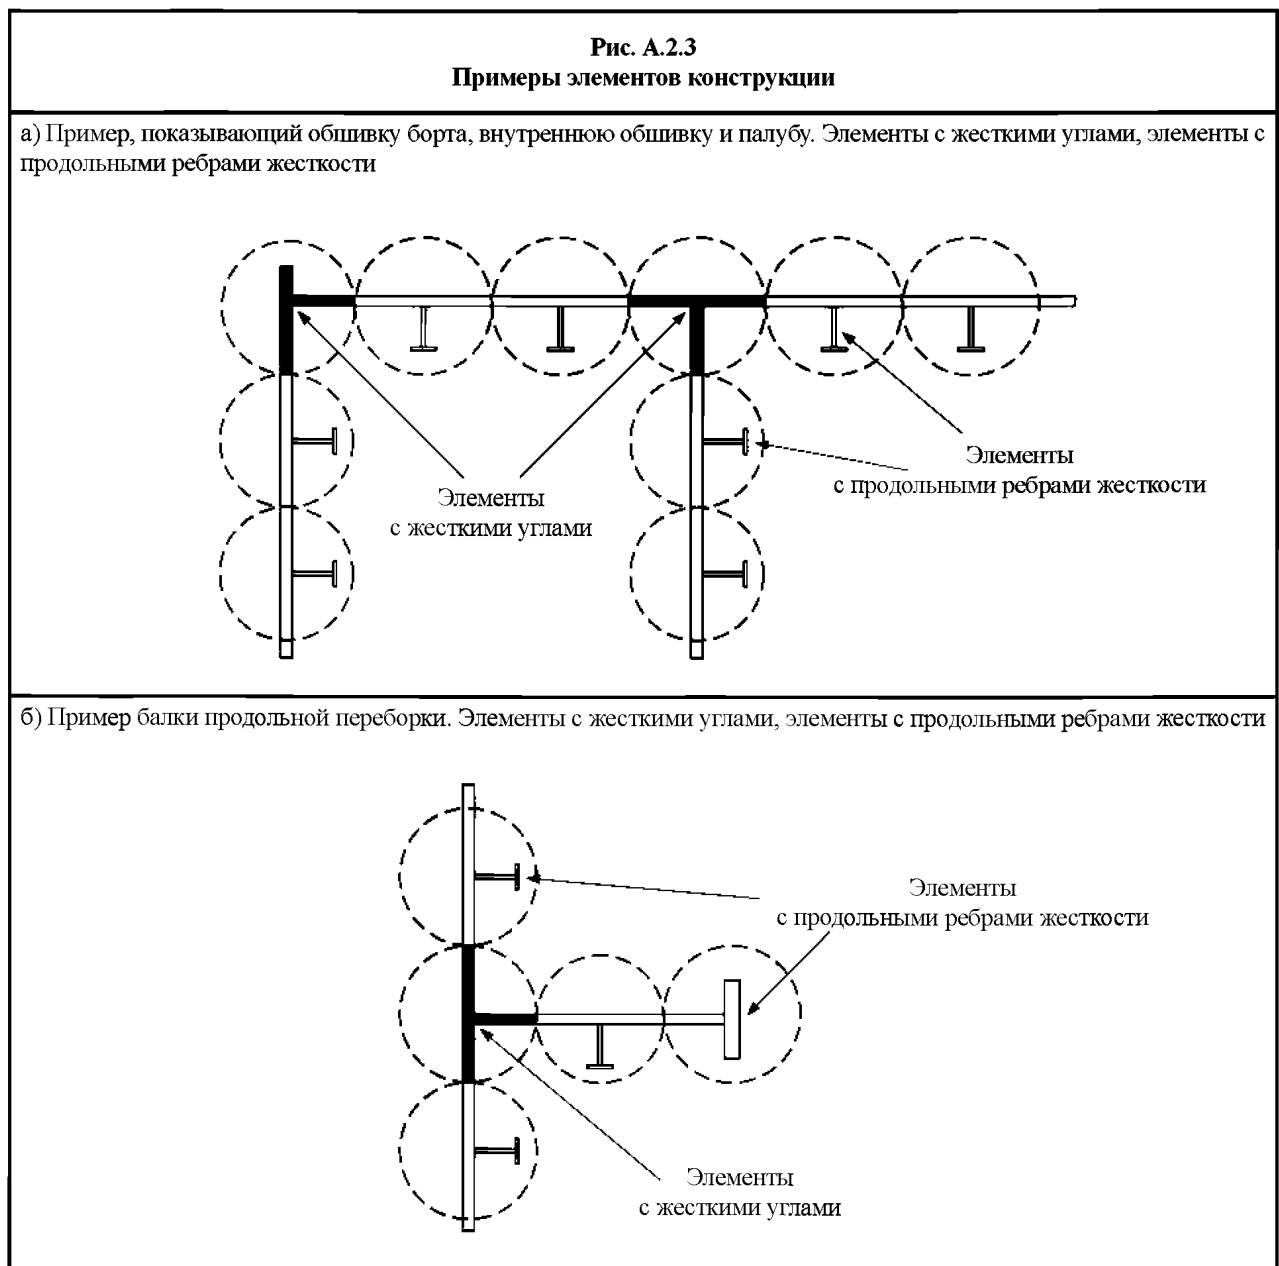 Рис. А.2.3
Примеры элементов конструкции
а) Пример, показывающий обшивку борта, внутреннюю обшивку и палубу. Элементы с жесткими углами, элементы с
продольными ребрами жесткости
Элементы
с продольными ребрами жесткости
Элементы
с жесткими углами
б) Пример балки продольной переборки. Элементы с жесткими углами, элементы с продольными ребрами жесткости
Элементы
с продольными ребрами жесткости
Элементы
с жесткими углами